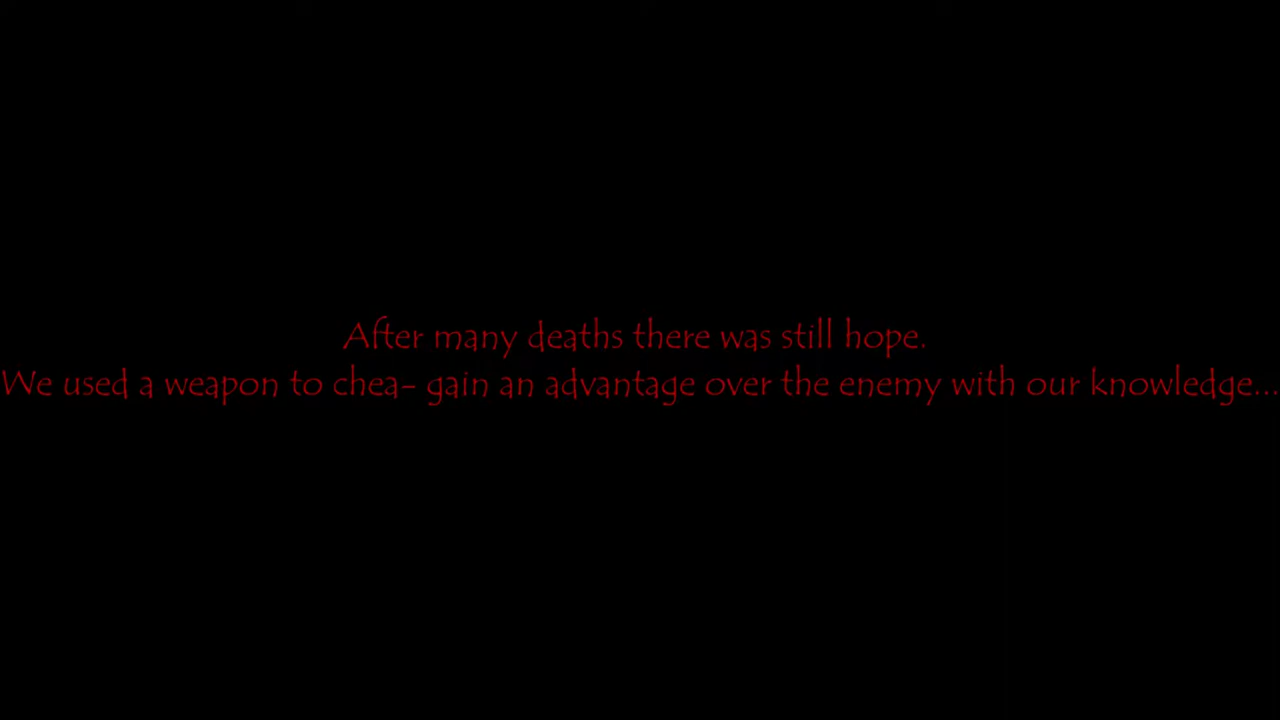 After many deaths there was still hope.
We used a weapon to chea- gain an advantage over the enemy with our knowledge...